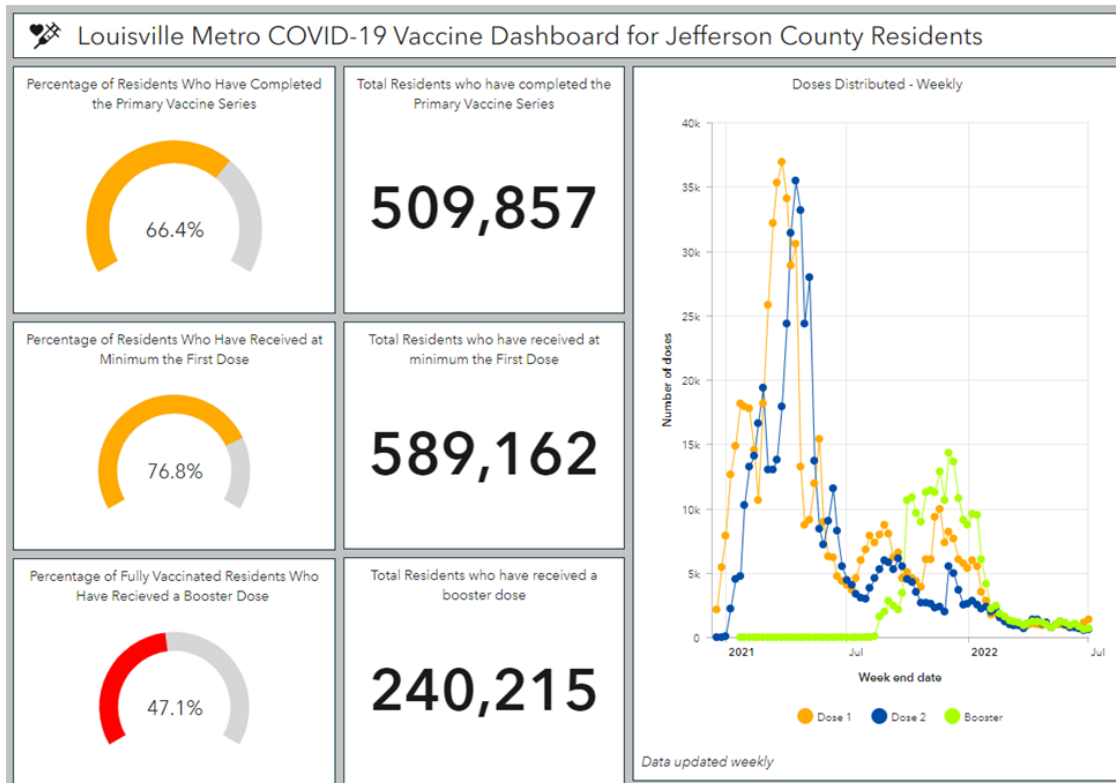 Louisville Metro COVID-19 Vaccine Dashboard for Jefferson County Residents
Percentage of Residents Who Have Completed
the Primary Vaccine Series
66.4%
Total Residents who have completed the
Primary Vaccine Series
509,857
Percentage of Residents Who Have Received at
Minimum the First Dose
76.8%
Total Residents who have received at
minimum the First Dose
589,162
Percentage of Fully Vaccinated Residents Who
Have Recieved a Booster Dose
47.1%
Total Residents who have received a
booster dose
240,215
Doses Distributed - Weekly
40k
35k
30k
25k
20k
15k
10k
5k
0
Number of doses
2021
Jul
2022
Jul
Week end date
Dose 1
Dose 2
Booster
Data updated weekly